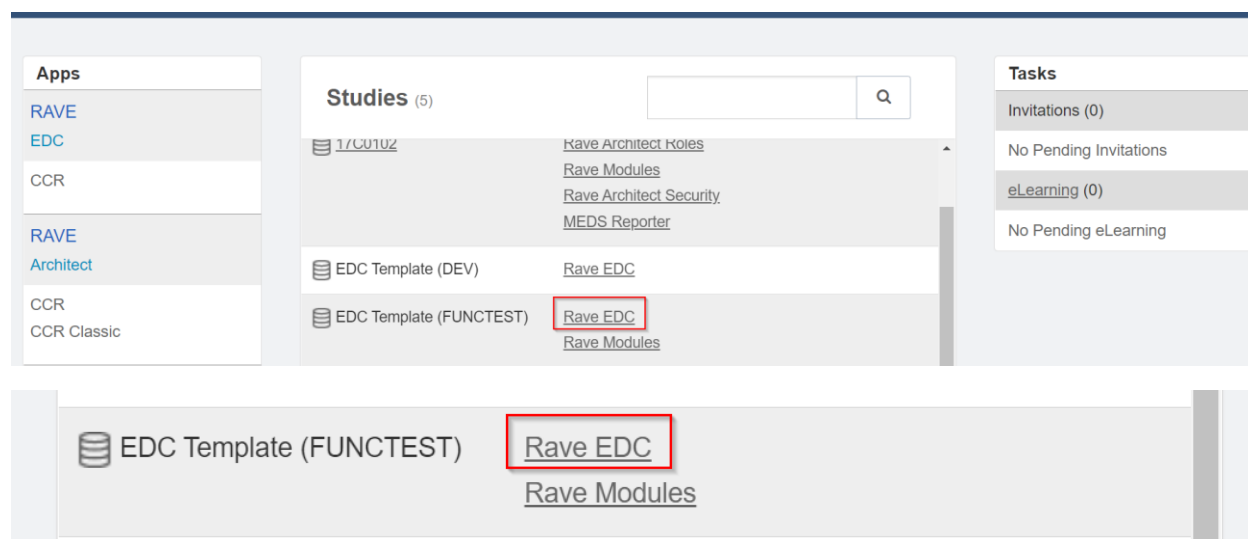 Apps
RAVE
EDC
CCR
RAVE
Architect
CCR
CCR Classic
Studies (5)
17C0102 Rave Architect Roles
Rave Modules
Rave Architect Security
MEDS Reporter
EDC Template (DEV) Rave EDC
EDC Template (FUNCTEST) Rave EDC
Rave Modules
Tasks
Invitations (0)
No Pending Invitations
eLearning (0)
No Pending eLearning
EDC Template (FUNCTEST) Rave EDC
Rave Modules